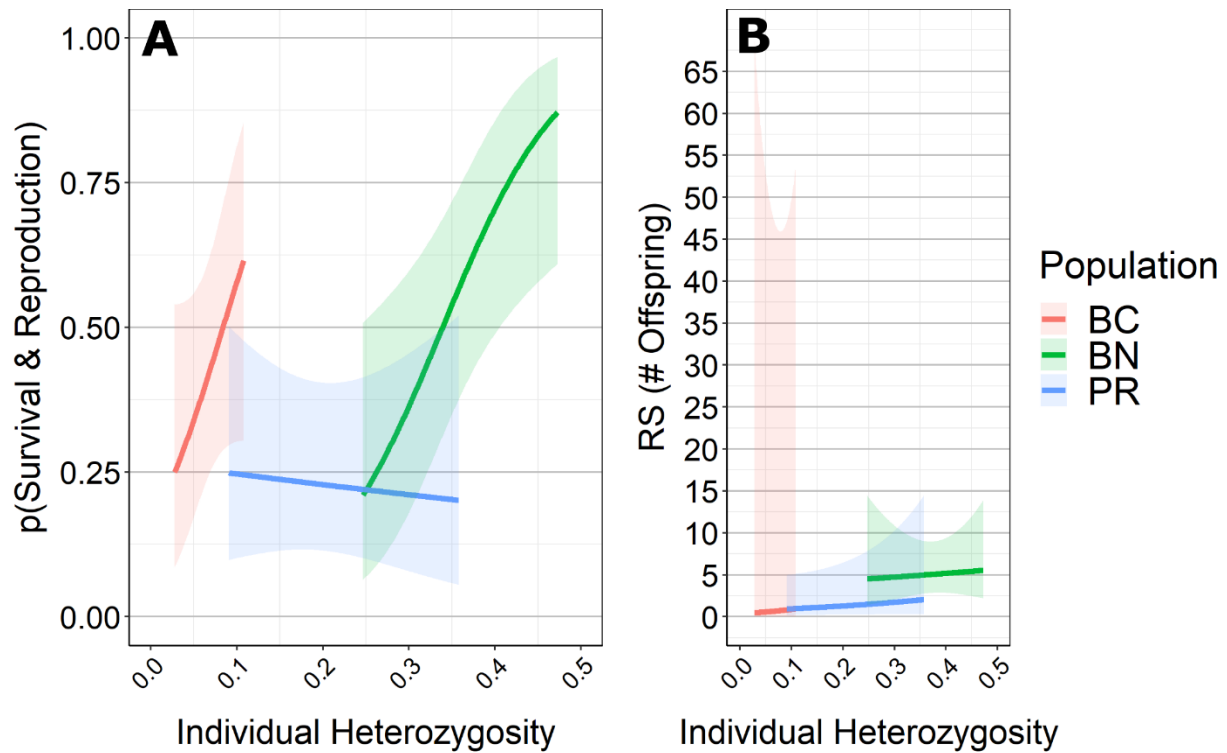 A
p(Survival & Reproduction)
1.00
0.75
0.50
0.25
0.00
0.0 0.1 0.2 0.3 0.4 0.5
Individual Heterozygosity
B
RS (# Offspring)
65
60
55
50
45
40
35
30
25
20
15
10
5
0
0.0 0.1 0.2 0.3 0.4 0.5
Individual Heterozygosity
Population
BC
BN
PR